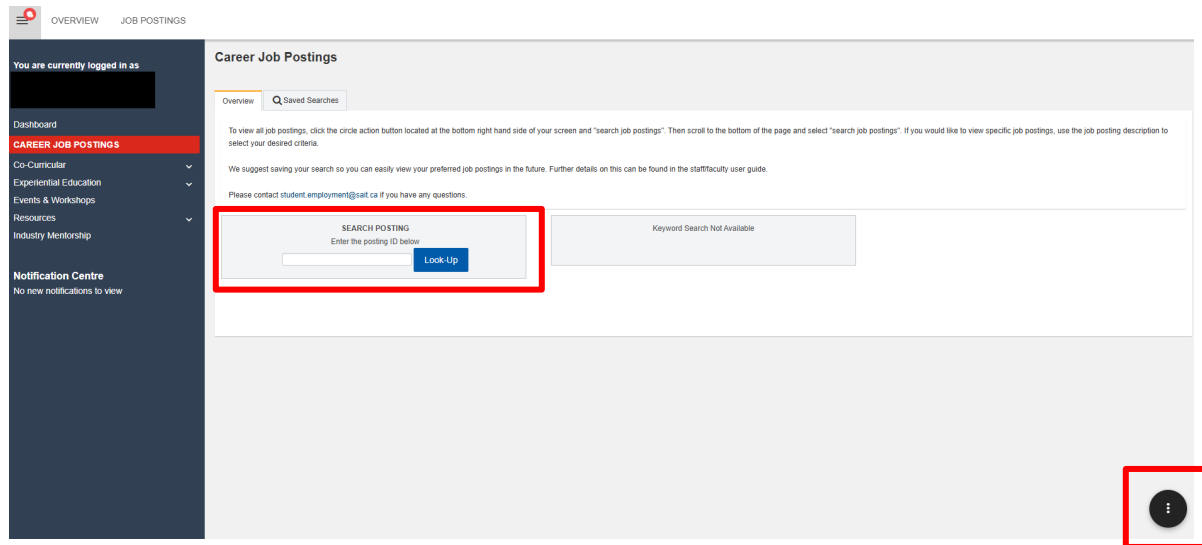 OVERVIEW JOB POSTINGS
You are currently logged in as
Dashboard
CAREER JOB POSTINGS
Co-Curricular
Experiential Education
Events & Workshops
Resources
Industry Mentorship
Notification Centre
No new notifications to view
Career Job Postings
Overview Saved Searches
To view all job postings, click the circle action button located at the bottom right hand side of your screen and "search job postings". Then scroll to the bottom of the page and select "search job postings". If you would like to view specific job postings, use the job posting description to
select your desired criteria.
We suggest saving your search so you can easily view your preferred job postings in the future. Further details on this can be found in the staff/faculty user guide.
Please contact student.employment@sait.ca if you have any questions.
SEARCH POSTING
Enter the posting ID below
Look-Up
Keyword Search Not Available